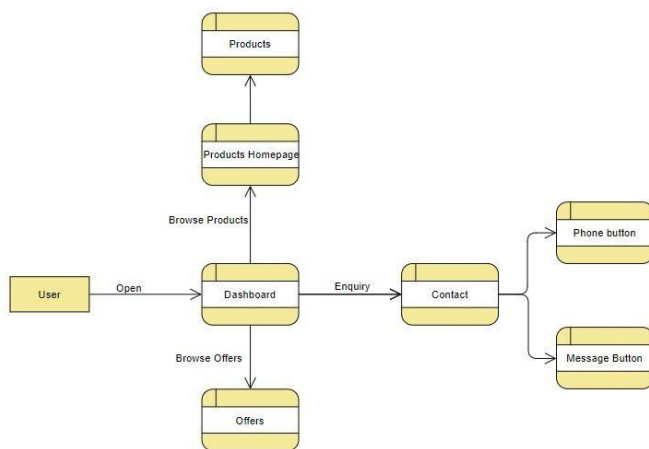 Products
Products Homepage
Browse Products
User
Open
Dashboard
Enquiry
Contact
Phone button
Message Button
Browse Offers
Offers